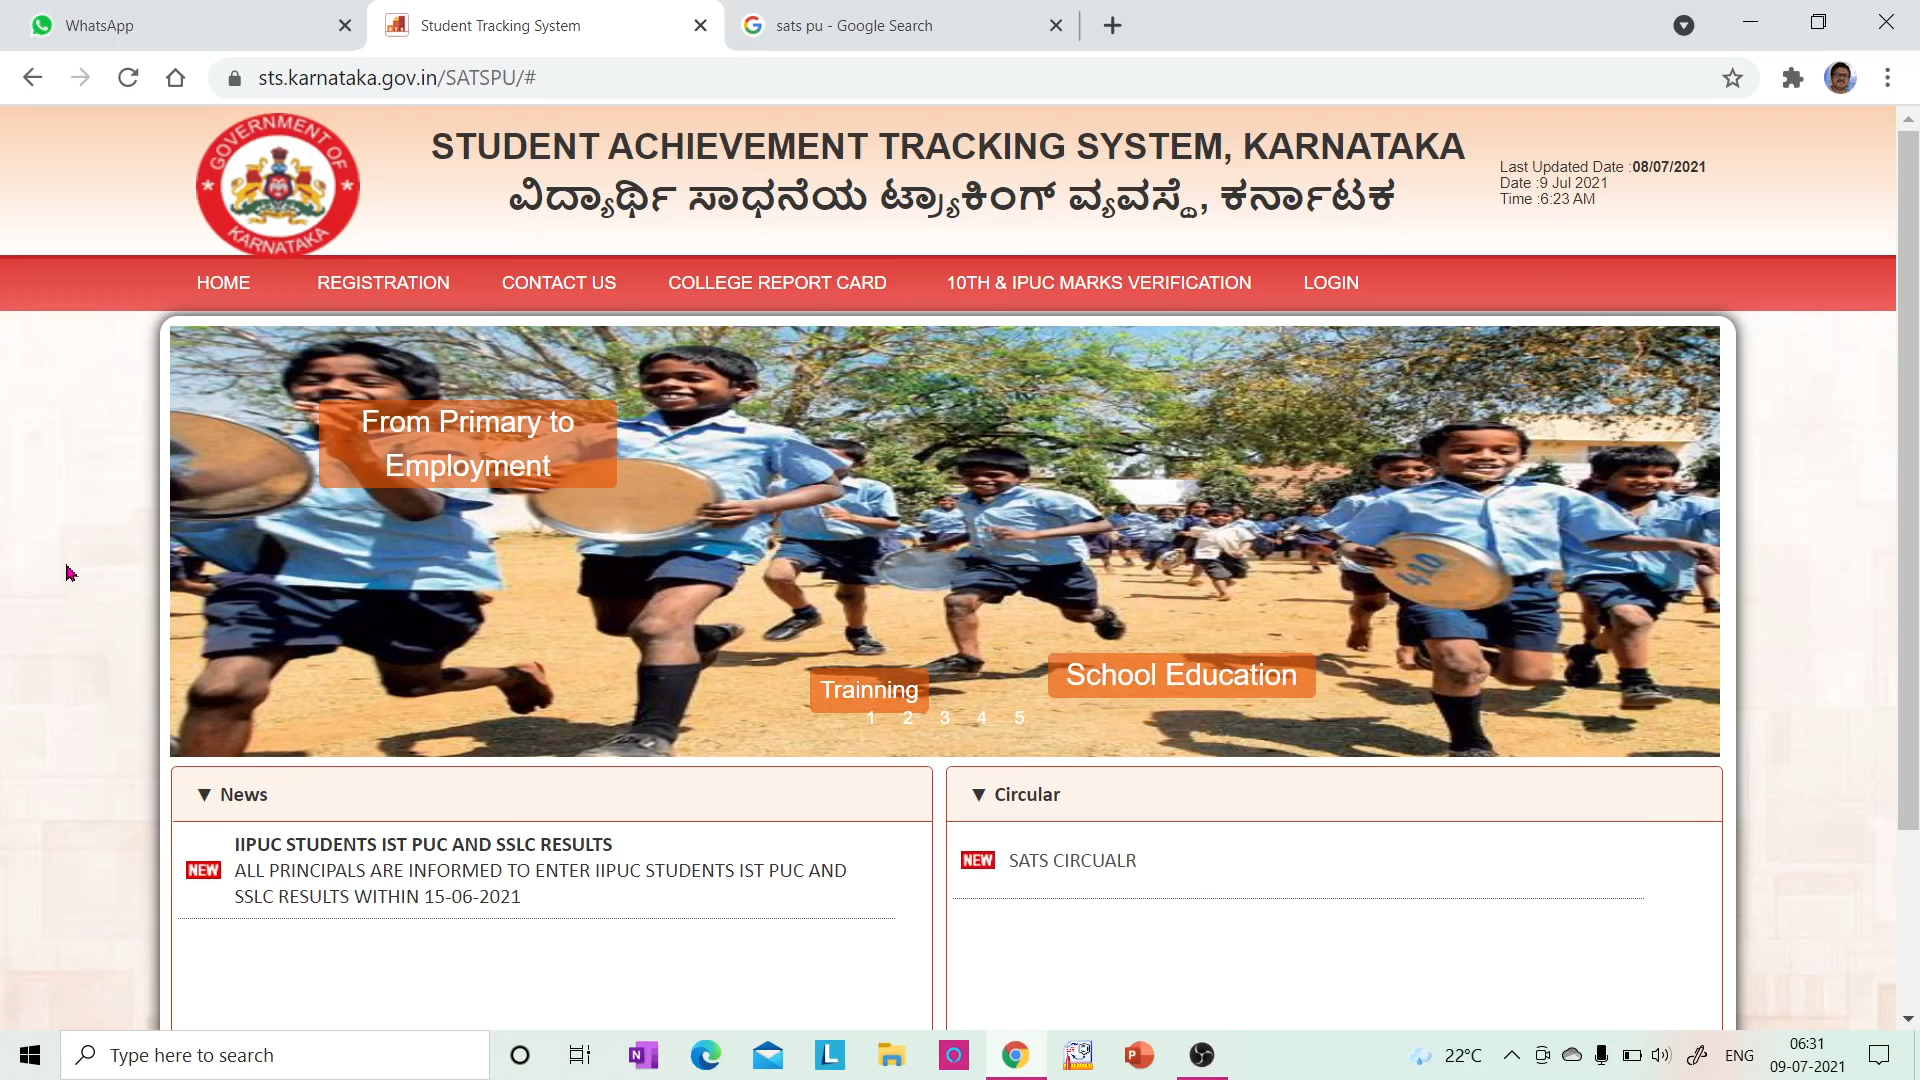 WhatsApp
Student Tracking System
sats pu - Google Search
sts.karnataka.gov.in/SATSPU/#
GOVERNMENT OF
KARNATAKA
STUDENT ACHIEVEMENT TRACKING SYSTEM, KARNATAKA
ವಿದ್ಯಾರ್ಥಿ ಸಾಧನೆಯ ಟ್ರ್ಯಾಕಿಂಗ್ ವ್ಯವಸ್ಥೆ, ಕರ್ನಾಟಕ
Last Updated Date :08/07/2021
Date :9 Jul 2021
Time :6:23 AM
HOME
REGISTRATION
CONTACT US
COLLEGE REPORT CARD
10TH & IPUC MARKS VERIFICATION
LOGIN
From Primary to
Employment
410
School Education
Trainning
1 2 3 4 5
▼ News
IIPUC STUDENTS IST PUC AND SSLC RESULTS
NEW
ALL PRINCIPALS ARE INFORMED TO ENTER IIPUC STUDENTS IST PUC AND
SSLC RESULTS WITHIN 15-06-2021
▼ Circular
NEW SATS CIRCUALR
Type here to search
22°C
ENG
06:31
09-07-2021